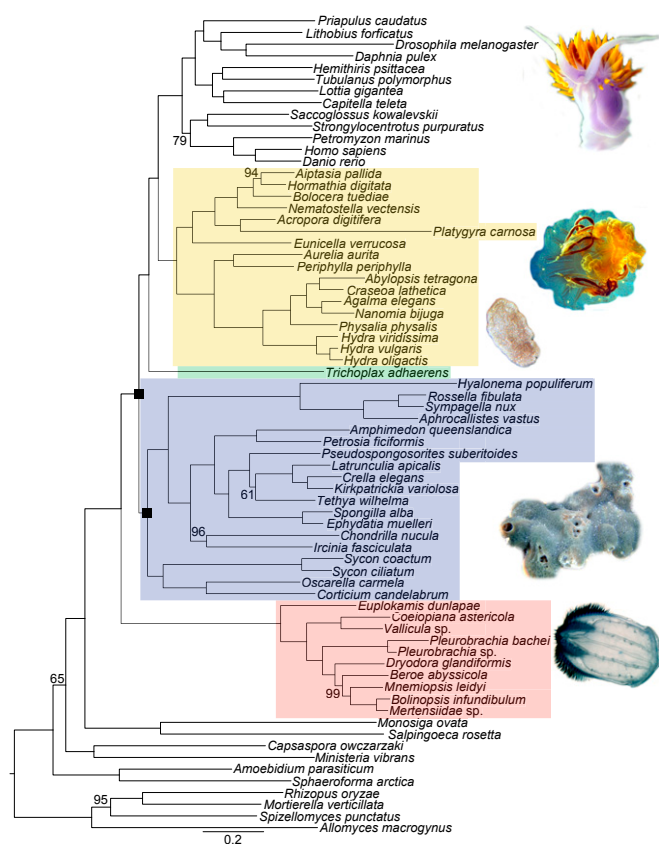 Priapulus caudatus
Lithobius forficatus
Drosophila melanogaster
Daphnia pulex
Hemithiris psittacea
Tubulanus polymorphus
Lottia gigantea
Capitella teleta
Saccoglossus kowalevskii
Strongylocentrotus purpuratus
79
Petromyzon marinus
Homo sapiens
Danio rerio
94
Aiptasia pallida
Hormathia digitata
Bolocera tuediae
Nematostella vectensis
Acropora digitifera
Platygyra carnosa
Eunicella verrucosa
Aurelia aurita
Periphylla periphylla
Abylopsis tetragona
Craseoa lathetica
Agalma elegans
Nanomia bijuga
Physalia physalis
Hydra viridissima
Hydra vulgaris
Hydra oligactis
Trichoplax adhaerens
Hyalonema populiferum
Rossella fibulata
Sympagella nux
Aphrocallistes vastus
Amphimedon queenslandica
Petrosia ficiformis
Pseudospongosorites suberitoides
Latrunculia apicalis
Crella elegans
61
Kirkpatrickia variolosa
Tethya wilhelma
Spongilla alba
Ephydatia muelleri
96
Chondrilla nucula
Ircinia fasciculata
Sycon coactum
Sycon ciliatum
Oscarella carmela
Corticium candelabrum
Euplokamis dunlapae
Coeloplana astericola
Vallicula sp.
Pleurobrachia bachei
Pleurobrachia sp.
Dryodora glandiformis
Beroe abyssicola
99
Mnemiopsis leidyi
Bolinopsis infundibulum
Mertensiidae sp.
65
Monosiga ovata
Salpingoeca rosetta
Capsaspora owczarzaki
Ministeria vibrans
Amoebidium parasiticum
Sphaeroforma arctica
Rhizopus oryzae
95
Mortierella verticillata
Spizellomyces punctatus
Allomyces macrogynus
0.2